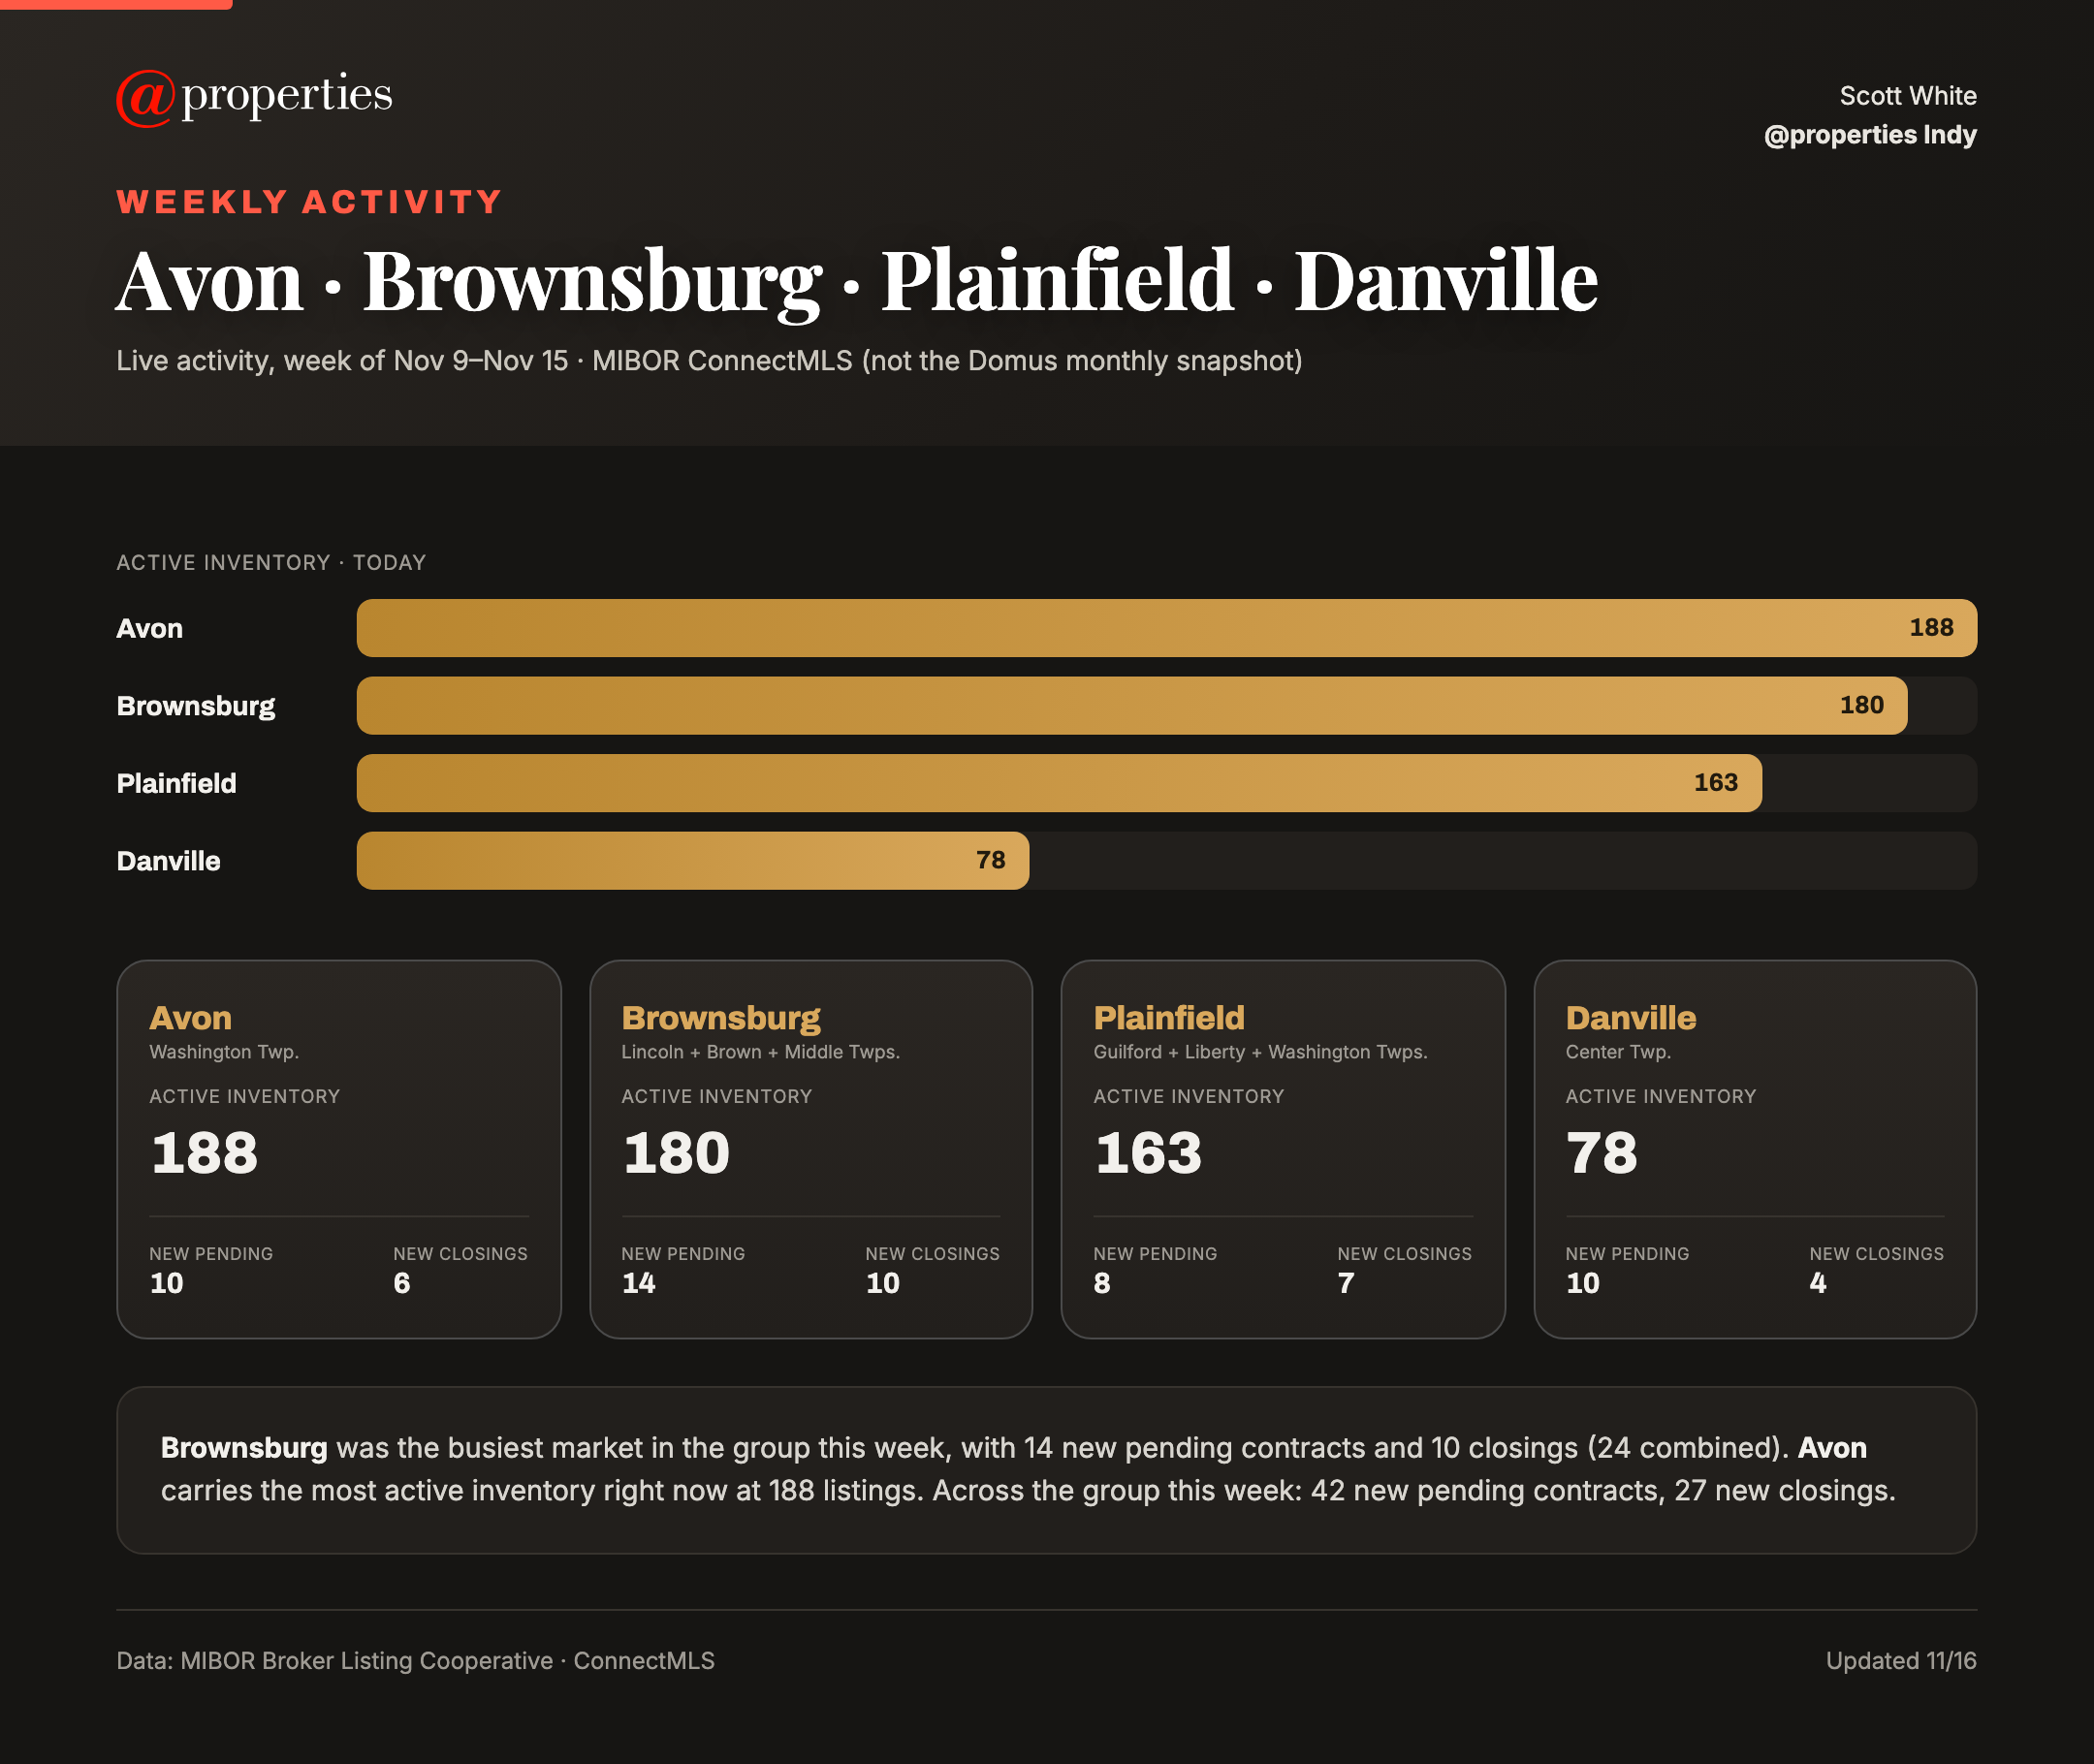 @properties
Scott White
@properties Indy
WEEKLY ACTIVITY
Avon · Brownsburg · Plainfield · Danville
Live activity, week of Nov 9–Nov 15 · MIBOR ConnectMLS (not the Domus monthly snapshot)
ACTIVE INVENTORY · TODAY
Avon 188
Brownsburg 180
Plainfield 163
Danville 78
Avon
Washington Twp.
ACTIVE INVENTORY
188
NEW PENDING NEW CLOSINGS
10 6
Brownsburg
Lincoln + Brown + Middle Twps.
ACTIVE INVENTORY
180
NEW PENDING NEW CLOSINGS
14 10
Plainfield
Guilford + Liberty + Washington Twps.
ACTIVE INVENTORY
163
NEW PENDING NEW CLOSINGS
8 7
Danville
Center Twp.
ACTIVE INVENTORY
78
NEW PENDING NEW CLOSINGS
10 4
Brownsburg was the busiest market in the group this week, with 14 new pending contracts and 10 closings (24 combined). Avon
carries the most active inventory right now at 188 listings. Across the group this week: 42 new pending contracts, 27 new closings.
Data: MIBOR Broker Listing Cooperative · ConnectMLS
Updated 11/16